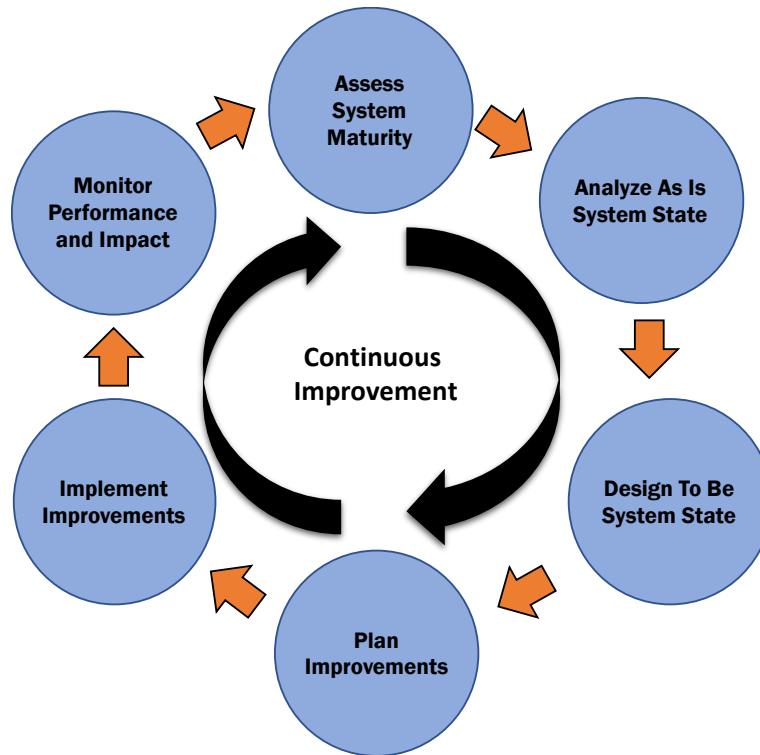 Assess
System
Maturity
Analyze As Is
System State
Design To Be
System State
Plan
Improvements
Implement
Improvements
Monitor
Performance
and Impact
Continuous
Improvement